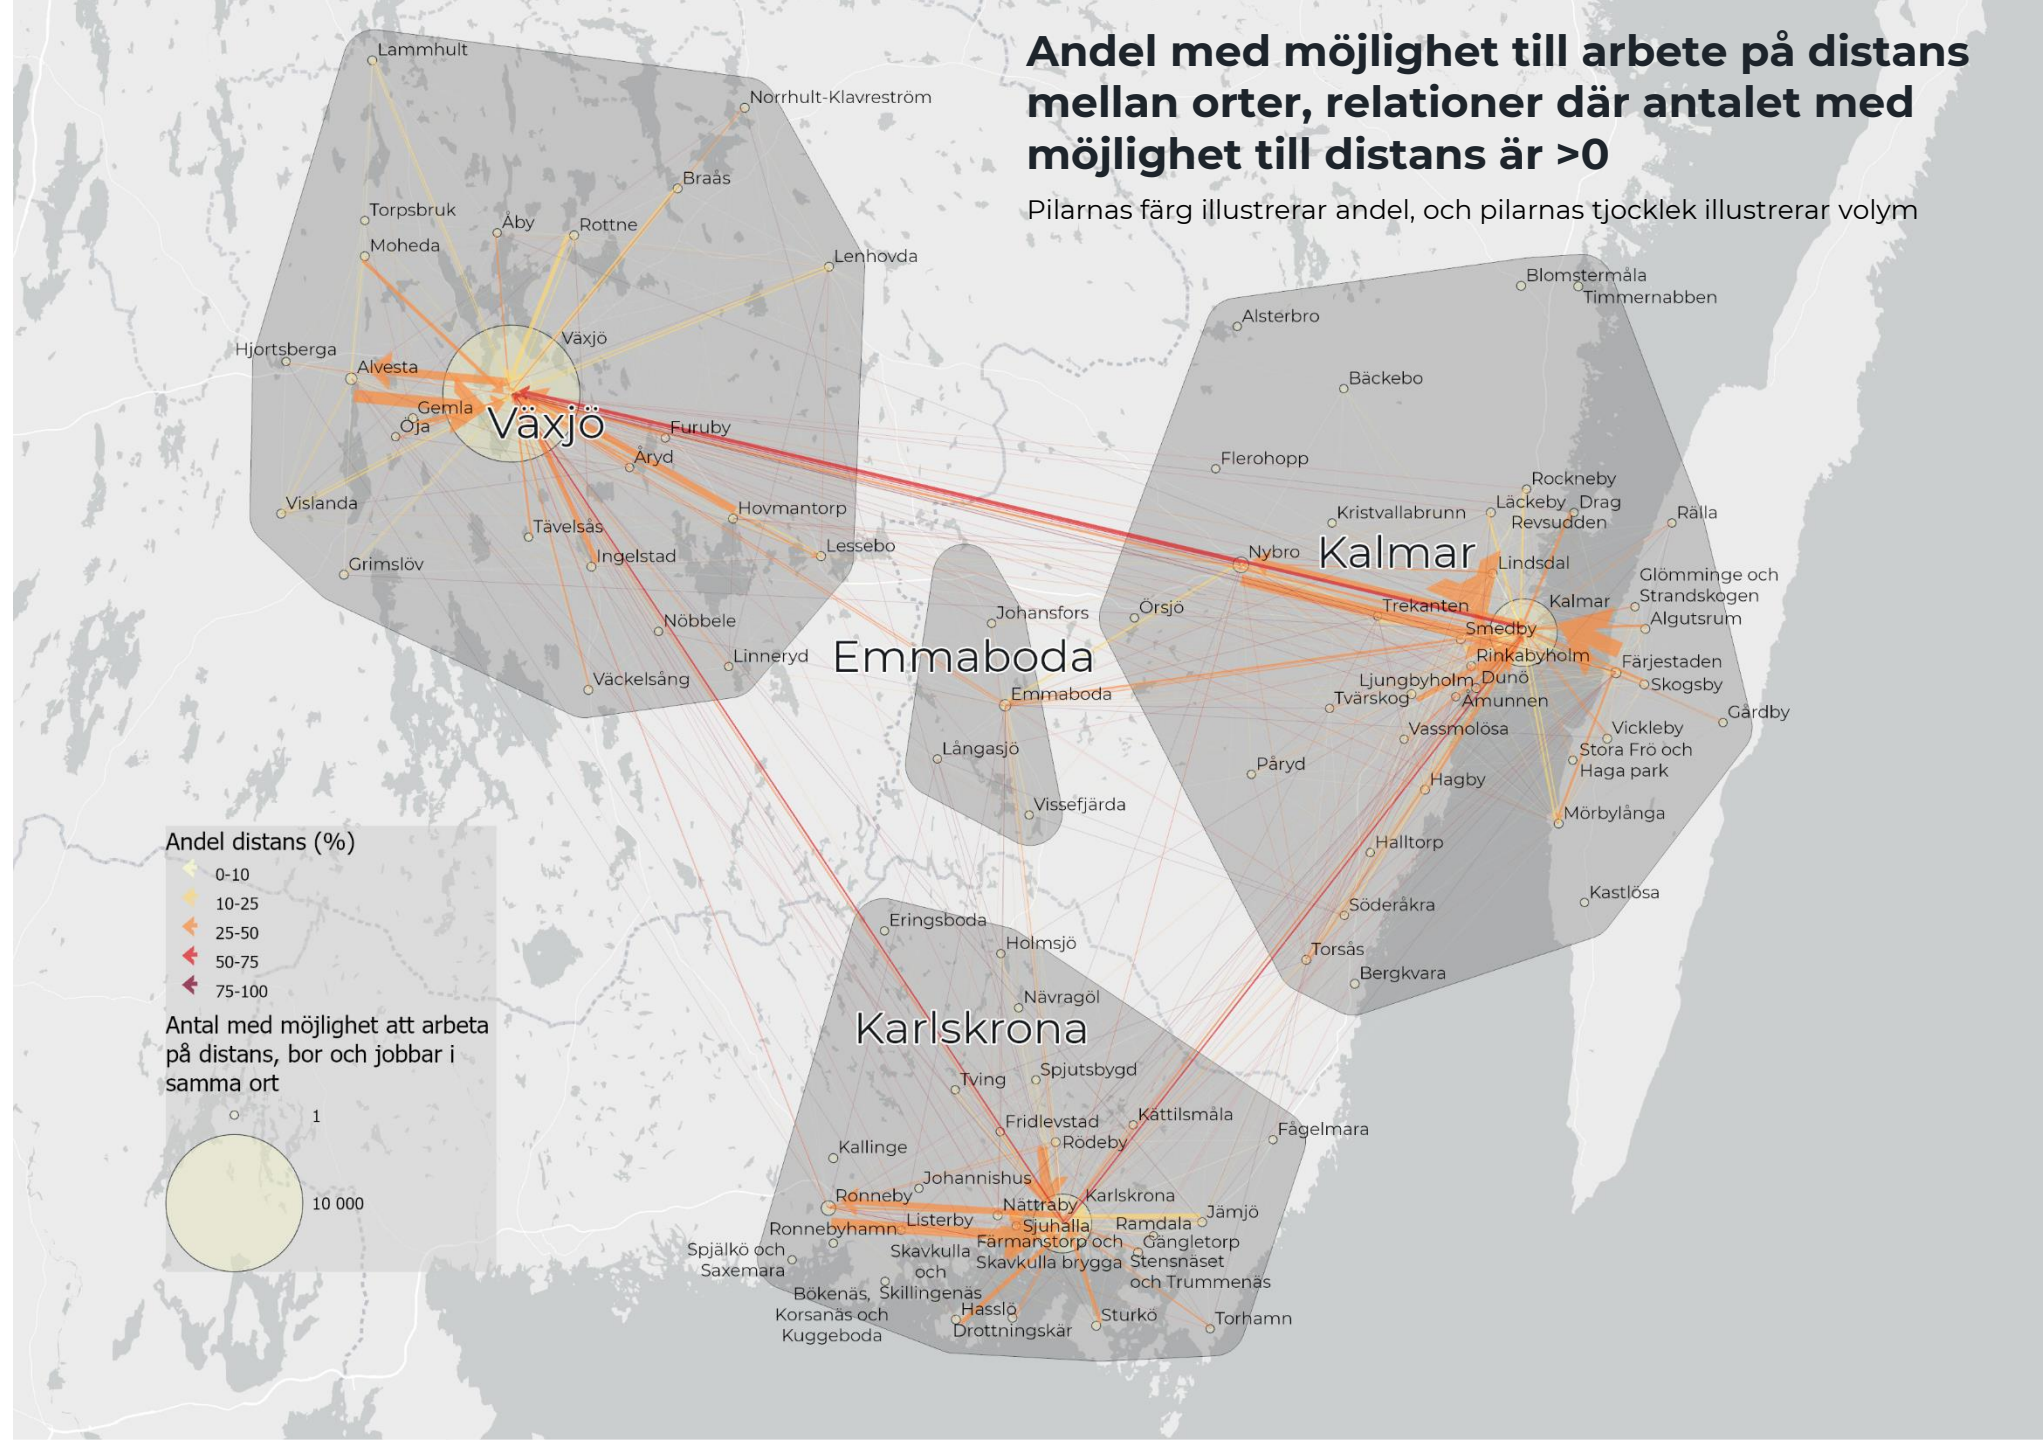 Andel med möjlighet till arbete på distans
mellan orter, relationer där antalet med
möjlighet till distans är >0
Pilarnas färg illustrerar andel, och pilarnas tjocklek illustrerar volym
Lammhult
Norrhult-Klavreström
Braås
Torpsbruk
Åby
Rottne
Moheda
Lenhovda
Växjö
Hjortsberga
Alvesta
Gemla
Öja
Växjö
Furuby
Åryd
Vislanda
Hovmantorp
Tävelsås
Lessebo
Ingelstad
Grimslöv
Nöbbele
Linneryd
Väckelsång
Blomstermåla
Timmernabben
Alsterbro
Bäckebo
Flerohopp
Rockneby
Läckeby
Drag
Revsudden
Rälla
Kristvallabrunn
Nybro
Kalmar
Lindsdal
Glömminge och
Strandskogen
Kalmar
Algutsrum
Trekanten
Örsjö
Smedby
Rinkabyholm
Färjestaden
Ljungbyholm
Dunö
Skogsby
Tvärskog
Åmunnen
Gårdby
Vassmolösa
Vickleby
Stora Frö och
Haga park
Påryd
Hagby
Mörbylånga
Halltorp
Kastlösa
Söderåkra
Torsås
Bergkvara
Johansfors
Emmaboda
Emmaboda
Långasjö
Vissefjärda
Eringsboda
Holmsjö
Nävragöl
Karlskrona
Tving
Spjutsbygd
Fridlevstad
Kättilsmåla
Rödeby
Fågelmara
Kallinge
Johannishus
Ronneby
Nättraby
Karlskrona
Jämjö
Ronnebyhamn
Listerby
Sjuhalla
Ramdala
Färmanstorp och
Skavkulla brygga
Gängletorp
Spjälkö och
Saxemara
Skavkulla
och
Skillingenäs
Stensnäset
och Trummenäs
Bökenäs,
Korsanäs och
Kuggeboda
Hasslö
Drottningskär
Sturkö
Torhamn
Andel distans (%)
0-10
10-25
25-50
50-75
75-100
Antal med möjlighet att arbeta
på distans, bor och jobbar i
samma ort
1
10 000